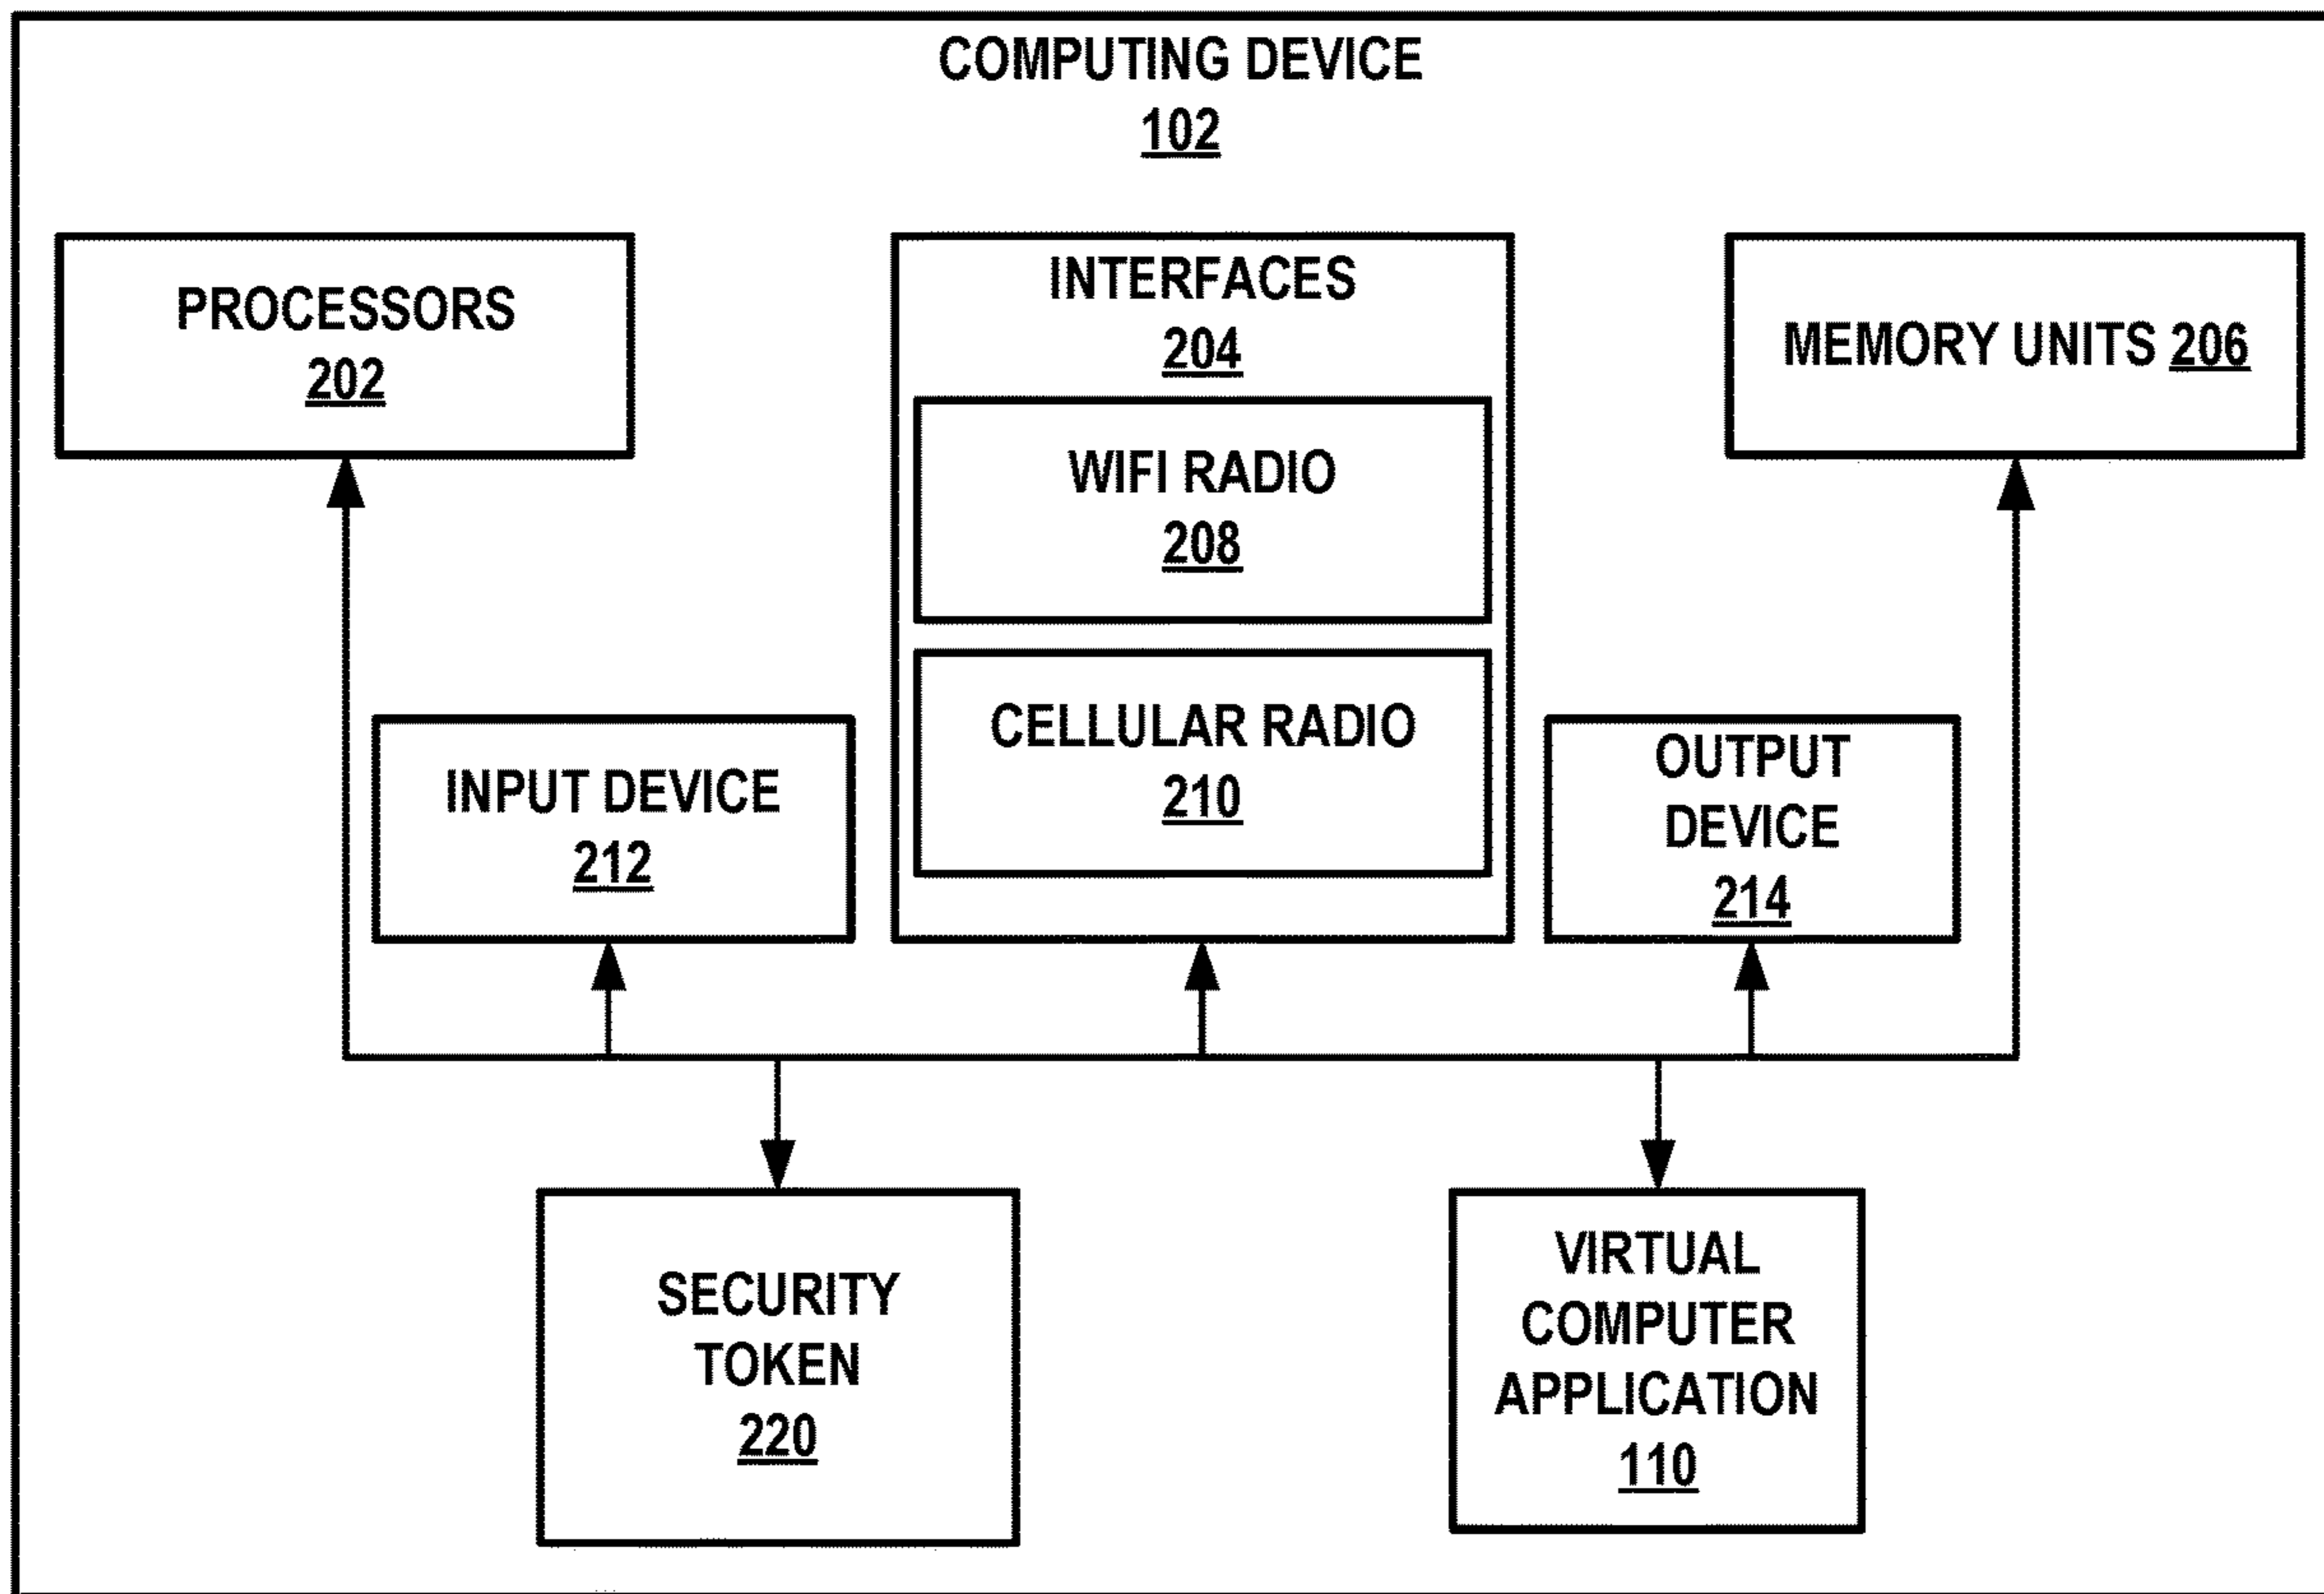 COMPUTING DEVICE
102
PROCESSORS
202
INTERFACES
204
MEMORY UNITS 206
WIFI RADIO
208
CELLULAR RADIO
210
INPUT DEVICE
212
OUTPUT
DEVICE
214
SECURITY
TOKEN
220
VIRTUAL
COMPUTER
APPLICATION
110